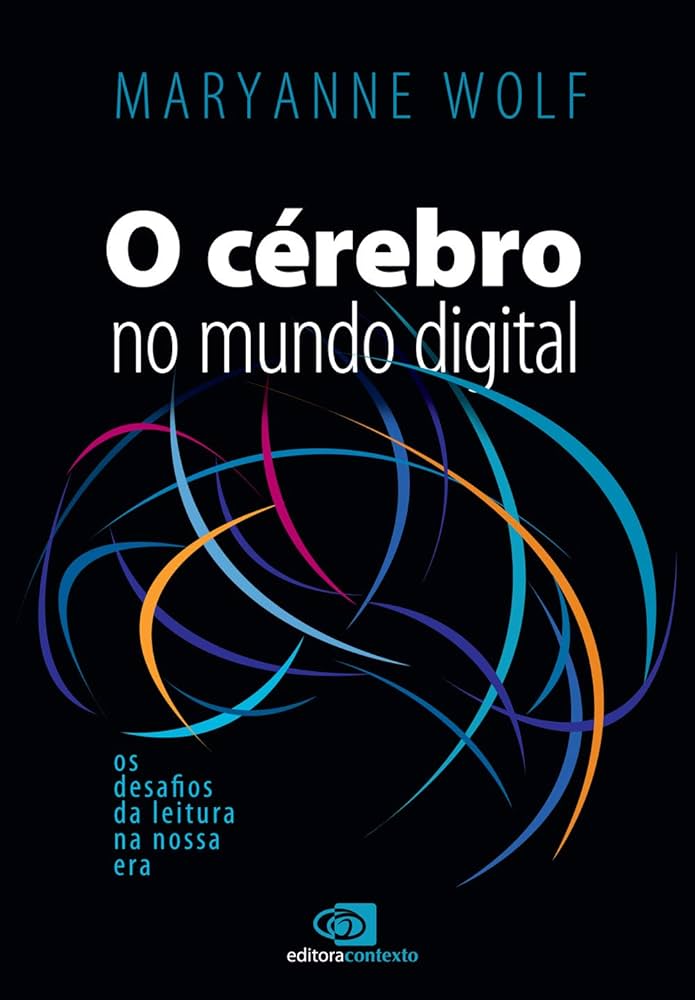 MARYANNE WOLF
O cérebro
no mundo digital
os
desafios
da leitura
na nossa
era
editoracontexto